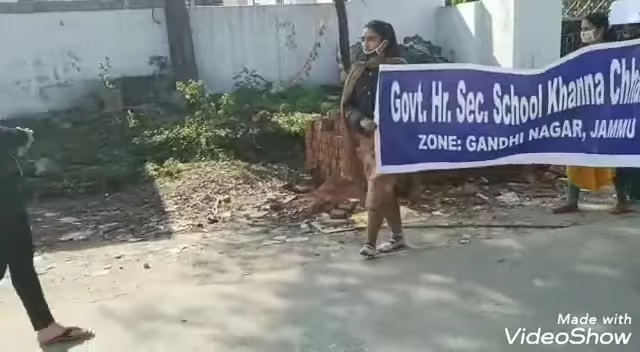 Govt. Hr. Sec. School Khanna
ZONE: GANDHI NAGAR, JAMMU
Made with
VideoShow